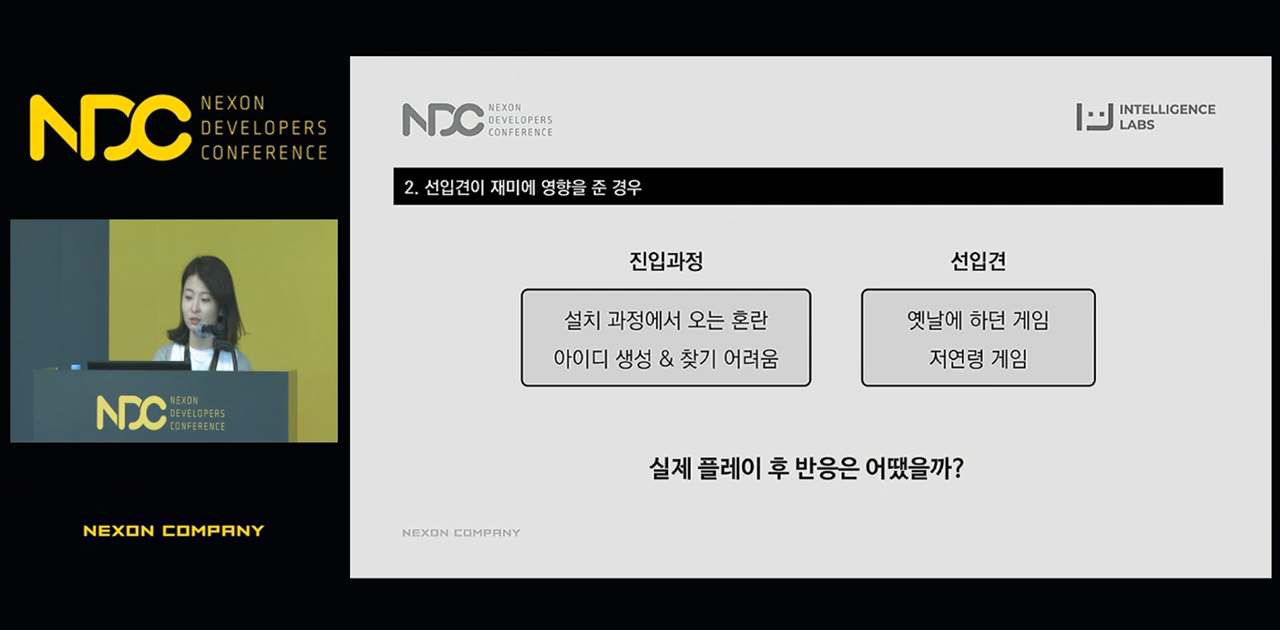 NDC NEXON
DEVELOPERS
CONFERENCE
NDC NEXON
DEVELOPERS
CONFERENCE
NEXON COMPANY
NDC NEXON
DEVELOPERS
CONFERENCE
INTELLIGENCE
LABS
2. 선입견이 재미에 영향을 준 경우
진입과정
설치 과정에서 오는 혼란
아이디 생성 & 찾기 어려움
선입견
옛날에 하던 게임
저연령 게임
실제 플레이 후 반응은 어땠을까?
NEXON COMPANY